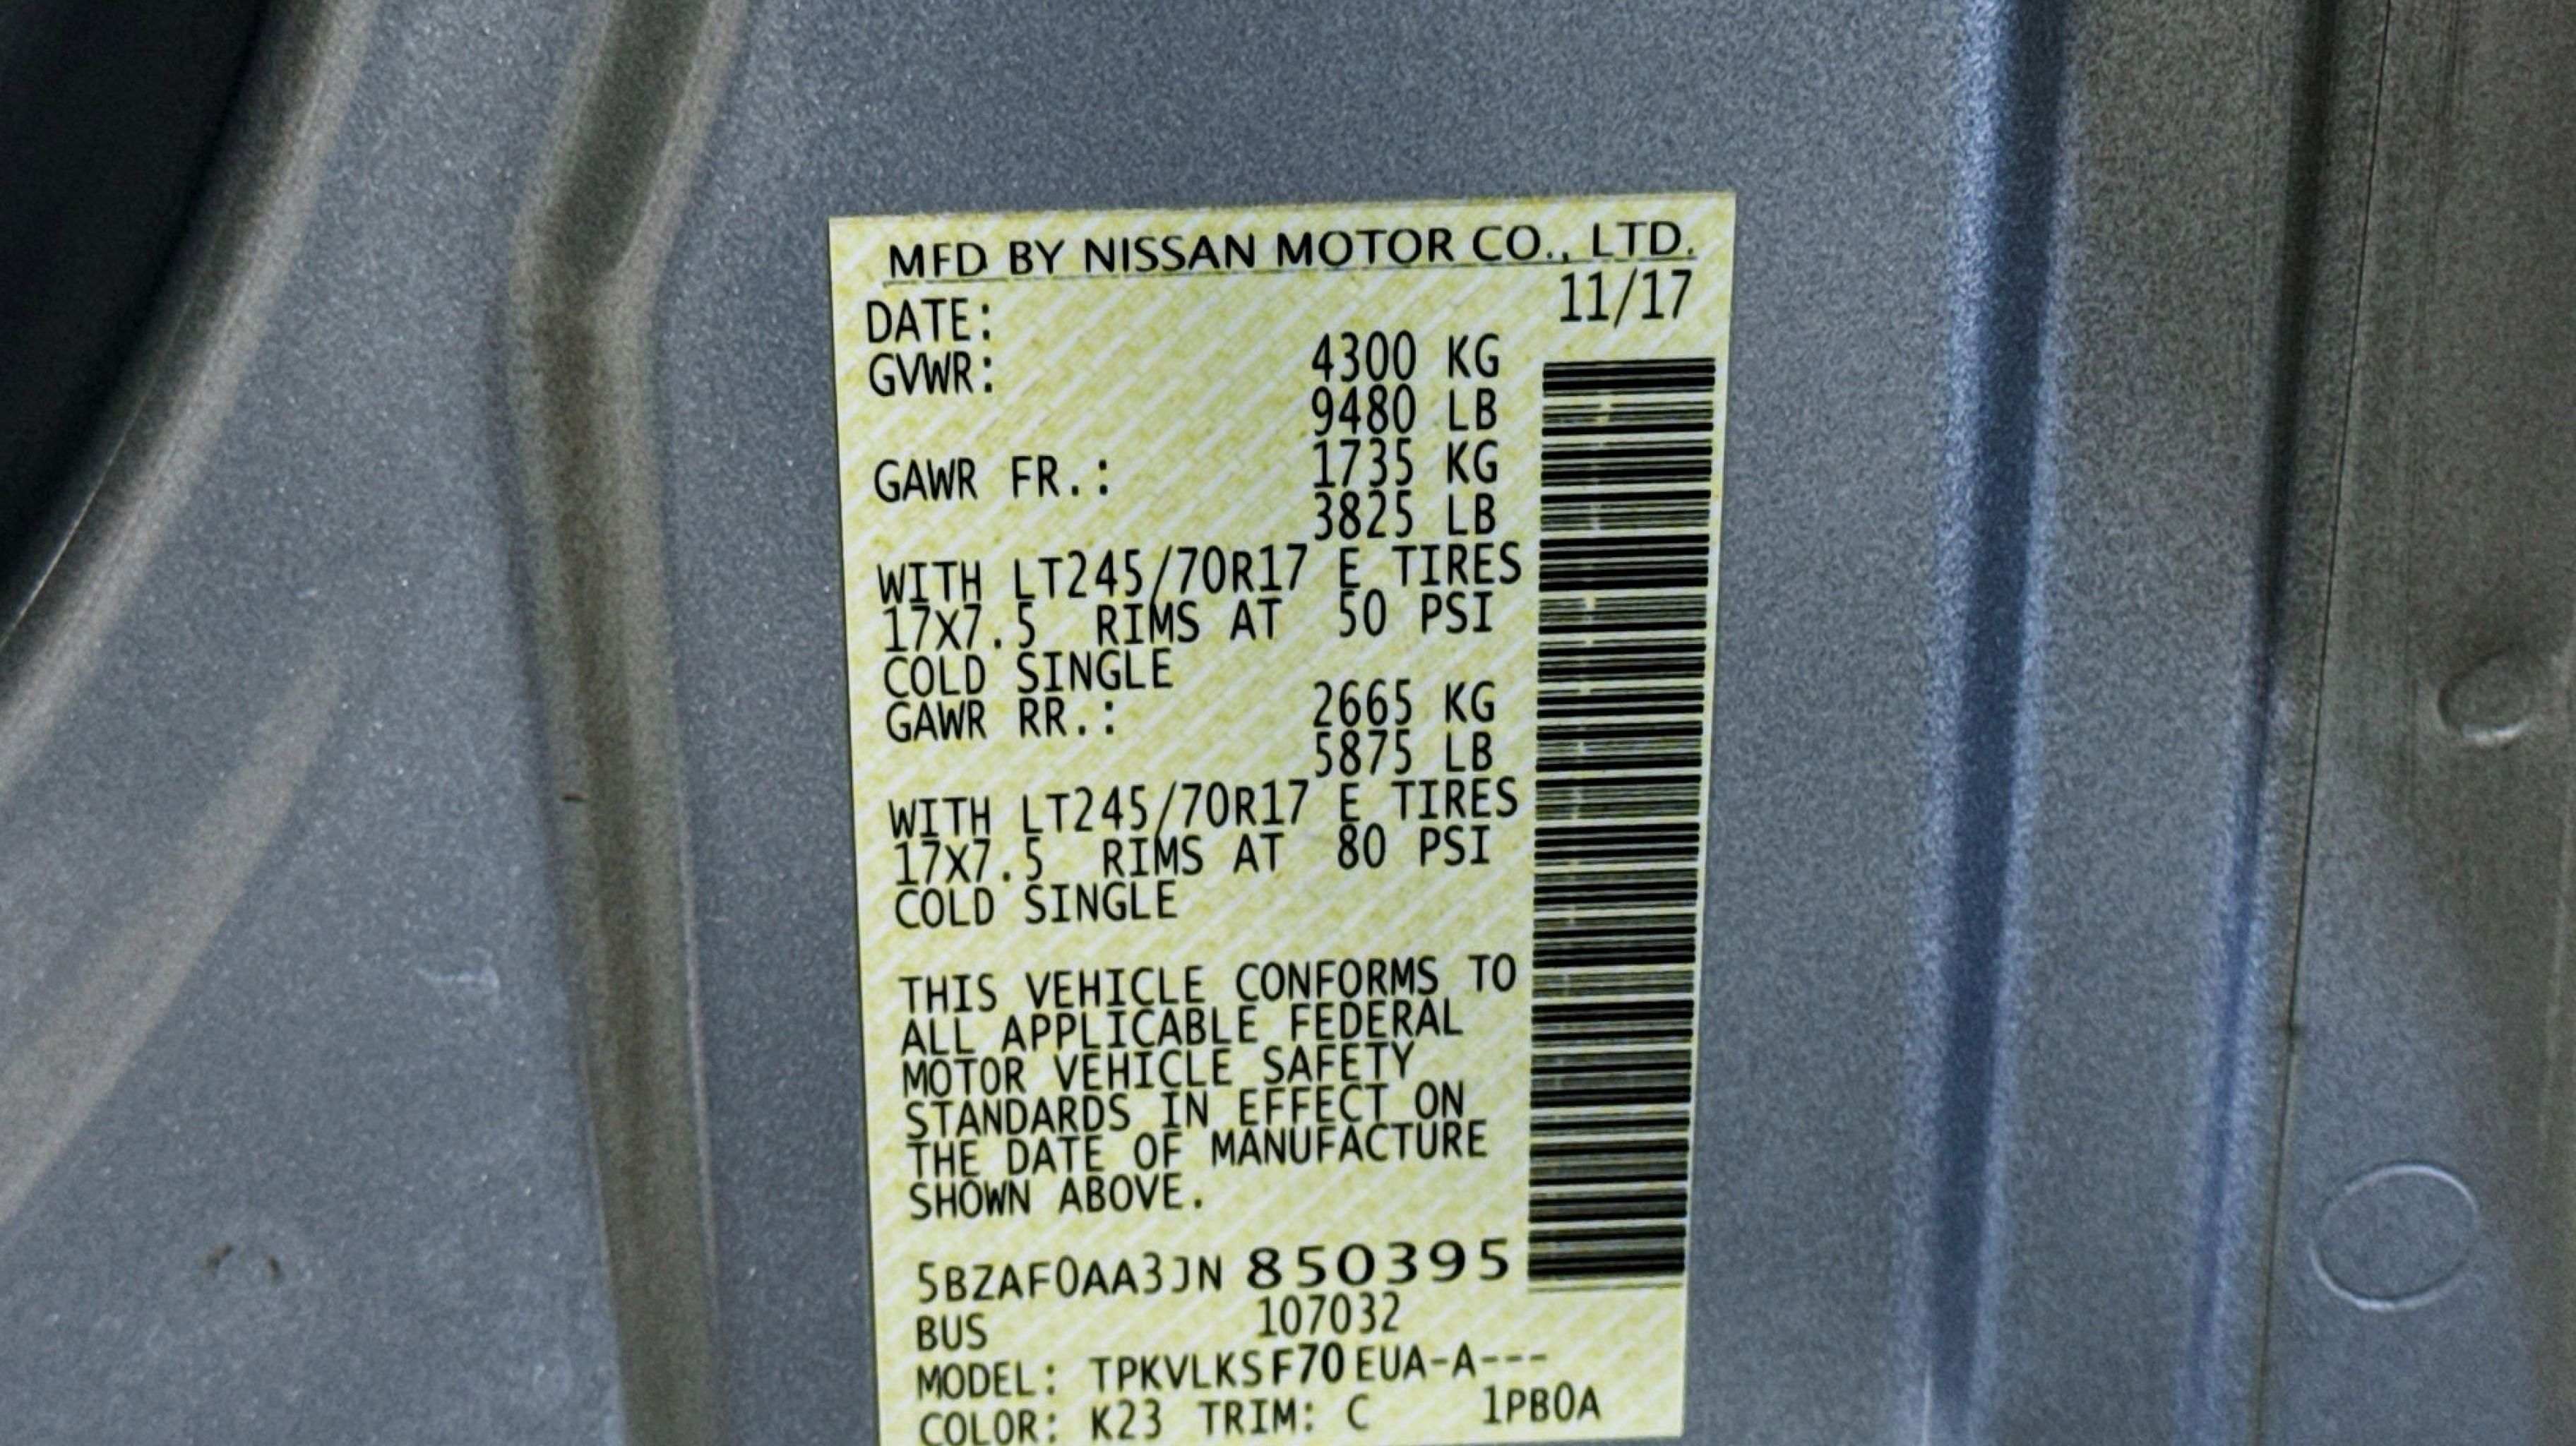 MFD BY NISSAN MOTOR CO., LTD.
DATE: 11/17
GVWR: 4300 KG
9480 LB
GAWR FR.: 1735 KG
3825 LB
WITH LT245/70R17 E TIRES
17X7.5 RIMS AT 50 PSI
COLD SINGLE
GAWR RR.: 2665 KG
5875 LB
WITH LT245/70R17 E TIRES
17X7.5 RIMS AT 80 PSI
COLD SINGLE
THIS VEHICLE CONFORMS TO
ALL APPLICABLE FEDERAL
MOTOR VEHICLE SAFETY
STANDARDS IN EFFECT ON
THE DATE OF MANUFACTURE
SHOWN ABOVE.
5BZAF0AA3JN 850395
BUS 107032
MODEL: TPKVLKSF70EUA-A---
COLOR: K23 TRIM: C 1PB0A